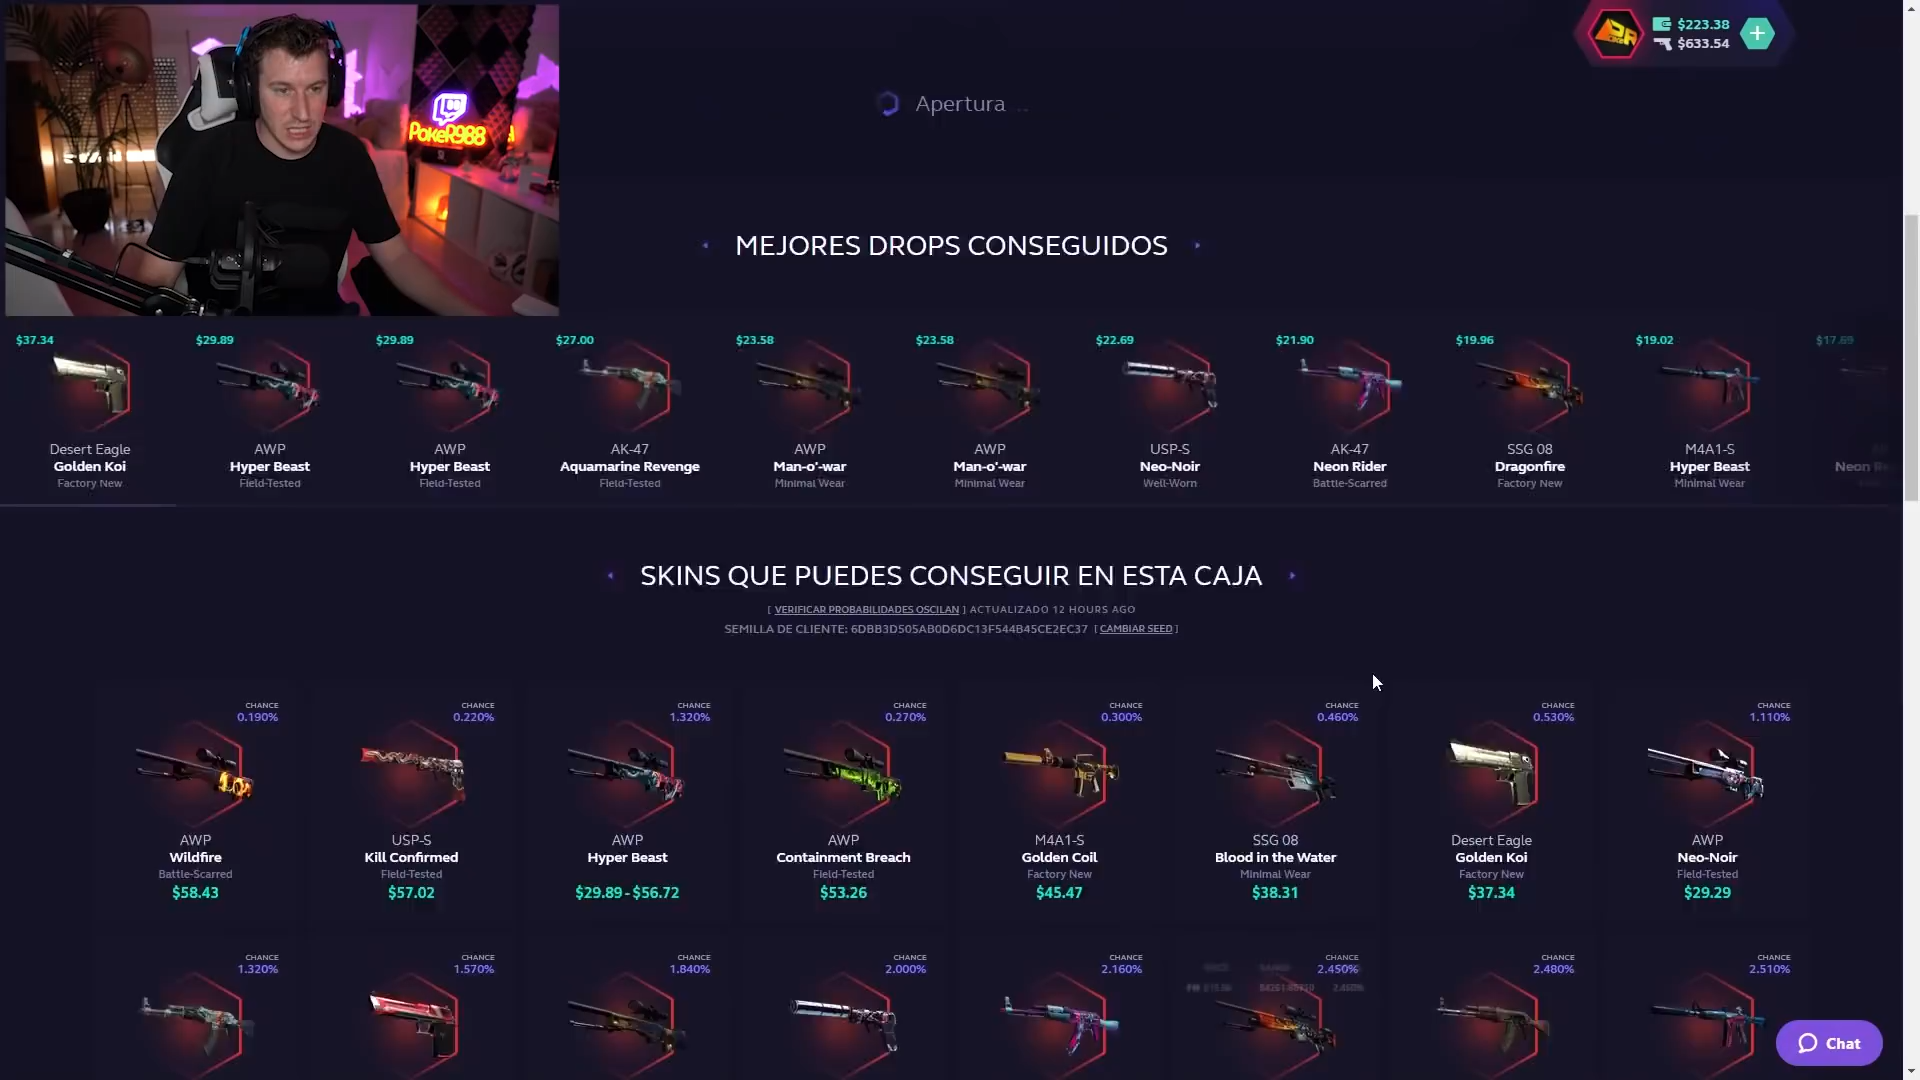 PokeR988
$223.38
$633.54
Apertura ...
MEJORES DROPS CONSEGUIDOS
$37.34
$29.89
$29.89
$27.00
$23.58
$23.58
$22.69
$21.90
$19.96
$19.02
$17.69
Desert Eagle
Golden Koi
Factory New
AWP
Hyper Beast
Field-Tested
AWP
Hyper Beast
Field-Tested
AK-47
Aquamarine Revenge
Field-Tested
AWP
Man-o'-war
Minimal Wear
AWP
Man-o'-war
Minimal Wear
USP-S
Neo-Noir
Well-Worn
AK-47
Neon Rider
Battle-Scarred
SSG 08
Dragonfire
Factory New
M4A1-S
Hyper Beast
Minimal Wear
Neon
SKINS QUE PUEDES CONSEGUIR EN ESTA CAJA
[ VERIFICAR PROBABILIDADES OSCILAN ] ACTUALIZADO 12 HOURS AGO
SEMILLA DE CLIENTE: 6DBB3D505AB0D6DC13F544B45CE2EC37 [ CAMBIAR SEED ]
CHANCE
0.190%
AWP
Wildfire
Battle-Scarred
$58.43
CHANCE
0.220%
USP-S
Kill Confirmed
Field-Tested
$57.02
CHANCE
1.320%
AWP
Hyper Beast
$29.89 - $56.72
CHANCE
0.270%
AWP
Containment Breach
Field-Tested
$53.26
CHANCE
0.300%
M4A1-S
Golden Coil
Factory New
$45.47
CHANCE
0.460%
SSG 08
Blood in the Water
Minimal Wear
$38.31
CHANCE
0.530%
Desert Eagle
Golden Koi
Factory New
$37.34
CHANCE
1.110%
AWP
Neo-Noir
Field-Tested
$29.29
CHANCE
1.320%
CHANCE
1.570%
CHANCE
1.840%
CHANCE
2.000%
CHANCE
2.160%
CHANCE
2.450%
CHANCE
2.480%
CHANCE
2.510%
Chat